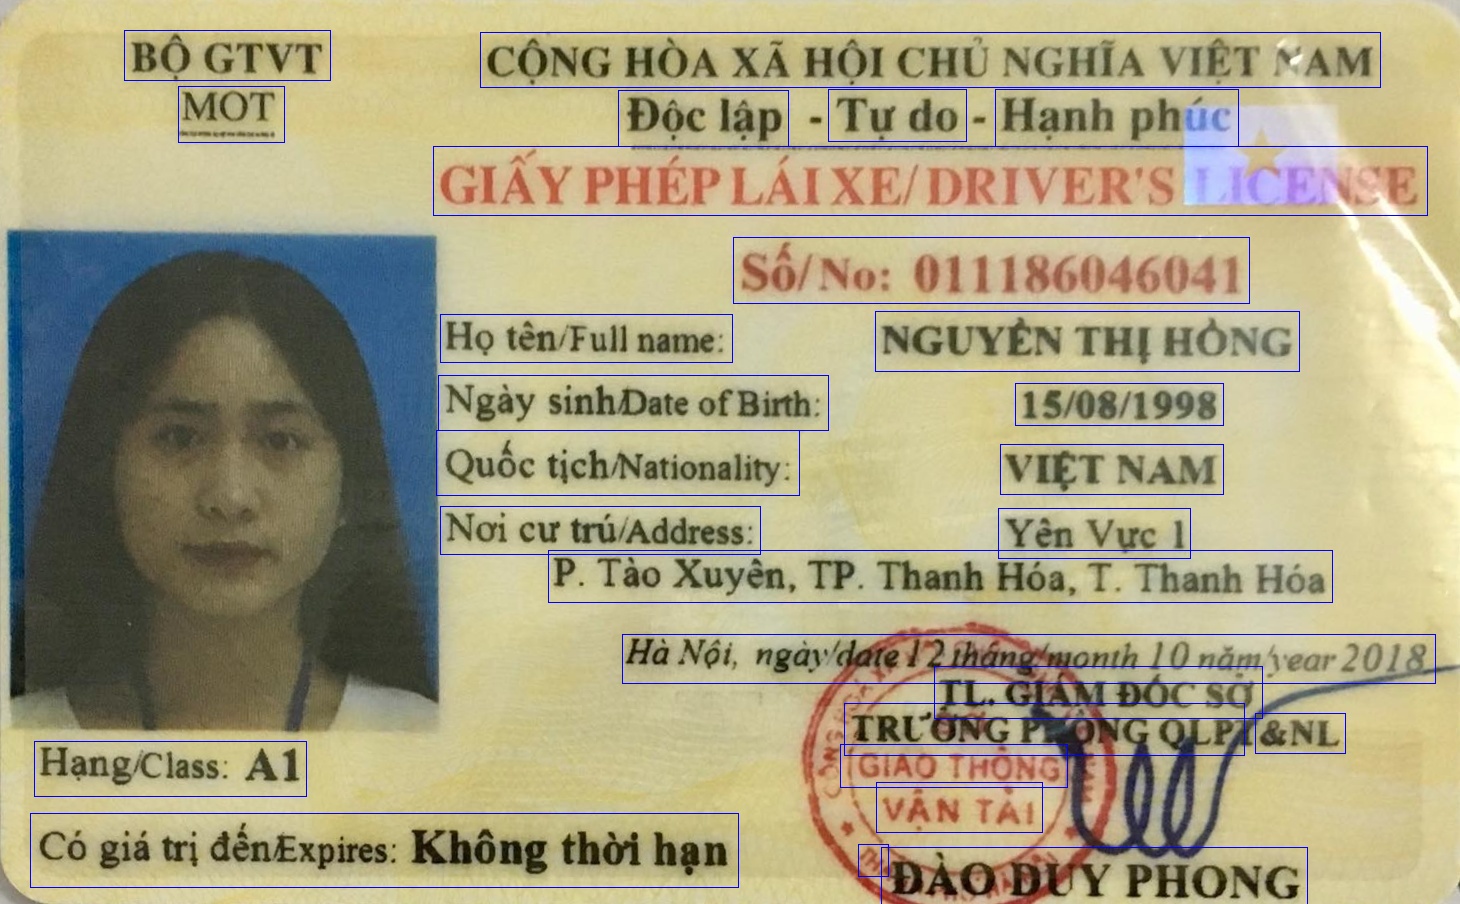 BỘ GTVT
MOT
CỘNG HÒA XÃ HỘI CHỦ NGHĨA VIỆT NAM
Độc lập - Tự do - Hạnh phúc
GIẤY PHÉP LÁI XE/ DRIVER'S LICENSE
Số/No: 011186046041
Họ tên/Full name: NGUYỄN THỊ HỒNG
Ngày sinh/Date of Birth: 15/08/1998
Quốc tịch/Nationality: VIỆT NAM
Nơi cư trú/Address: Yên Vực 1
P. Tào Xuyên, TP. Thanh Hóa, T. Thanh Hóa
Hà Nội, ngày/date 12 tháng/month 10 năm/year 2018
TL. GIÁM ĐỐC SỞ
TRƯỞNG PHÒNG QLPT&NL
GIAO THÔNG
VẬN TẢI
Hạng/Class: A1
Có giá trị đến/Expires: Không thời hạn
ĐÀO DUY PHONG